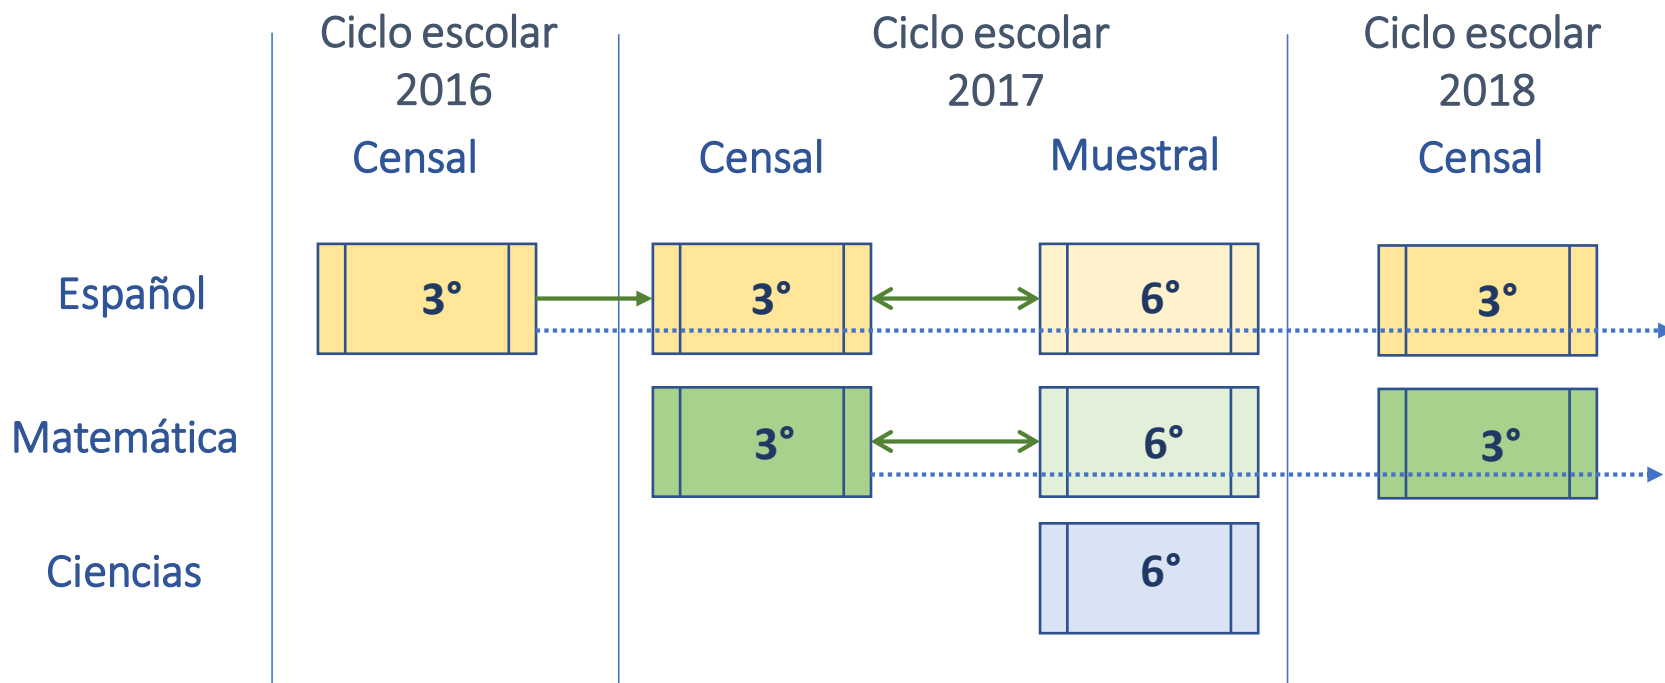 Ciclo escolar
2016
Ciclo escolar
2017
Ciclo escolar
2018
Censal
Censal
Muestral
Censal
Español
3°
3°
6°
3°
Matemática
3°
6°
3°
Ciencias
6°